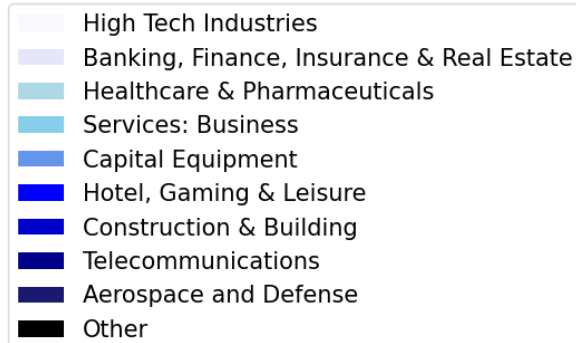 High Tech Industries
Banking, Finance, Insurance & Real Estate
Healthcare & Pharmaceuticals
Services: Business
Capital Equipment
Hotel, Gaming & Leisure
Construction & Building
Telecommunications
Aerospace and Defense
Other